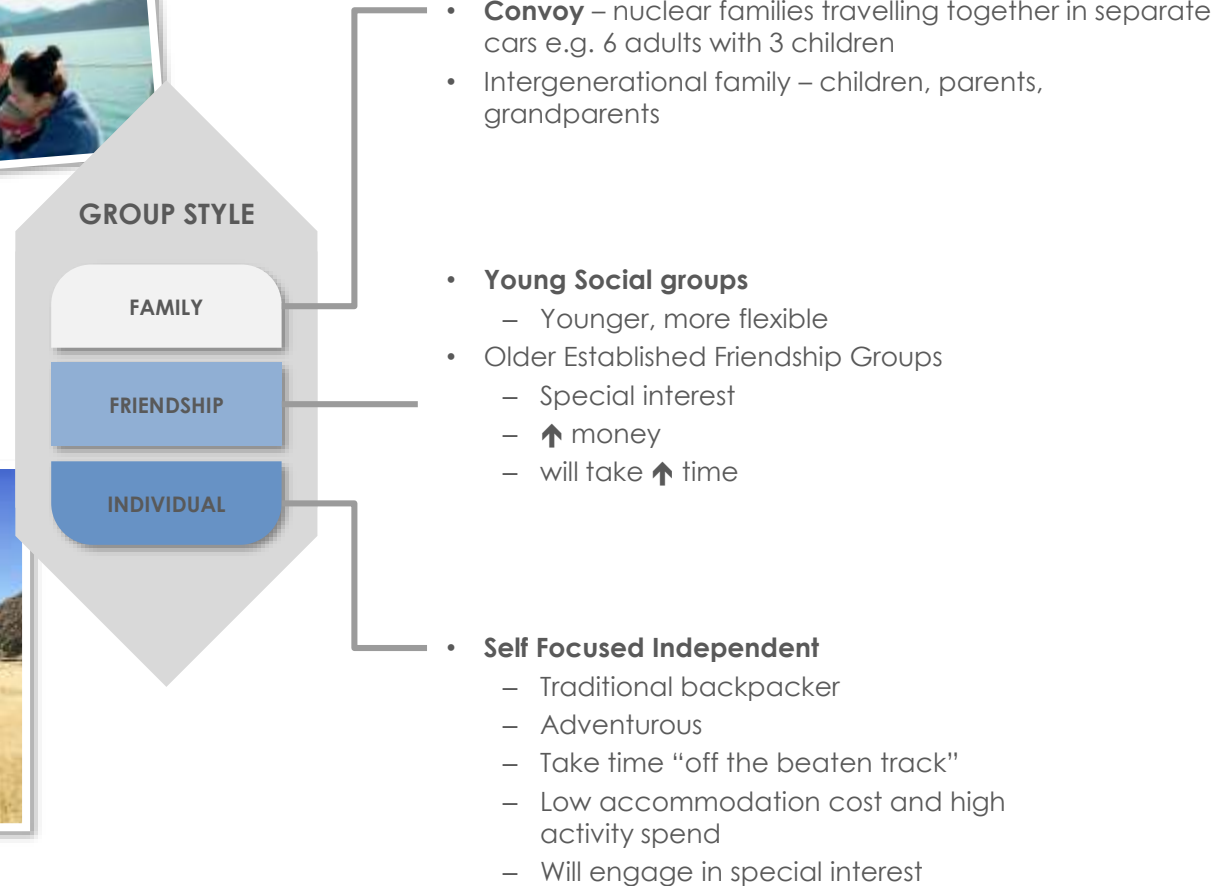 • Convoy – nuclear families travelling together in separate
cars e.g. 6 adults with 3 children
• Intergenerational family – children, parents,
grandparents
GROUP STYLE
FAMILY
FRIENDSHIP
INDIVIDUAL
• Young Social groups
– Younger, more flexible
• Older Established Friendship Groups
– Special interest
– 🡹 money
– will take 🡹 time
• Self Focused Independent
– Traditional backpacker
– Adventurous
– Take time “off the beaten track”
– Low accommodation cost and high
activity spend
– Will engage in special interest